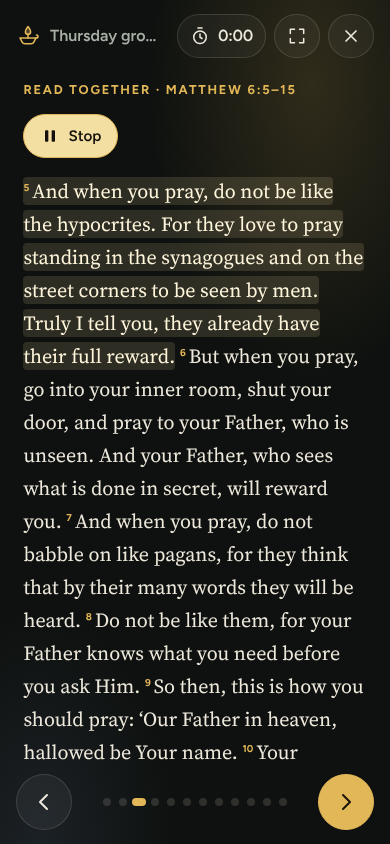 Thursday gro...
0:00
READ TOGETHER · MATTHEW 6:5–15
Stop
5 And when you pray, do not be like
the hypocrites. For they love to pray
standing in the synagogues and on the
street corners to be seen by men.
Truly I tell you, they already have
their full reward. 6 But when you pray,
go into your inner room, shut your
door, and pray to your Father, who is
unseen. And your Father, who sees
what is done in secret, will reward
you. 7 And when you pray, do not
babble on like pagans, for they think
that by their many words they will be
heard. 8 Do not be like them, for your
Father knows what you need before
you ask Him. 9 So then, this is how you
should pray: ‘Our Father in heaven,
hallowed be Your name. 10 Your